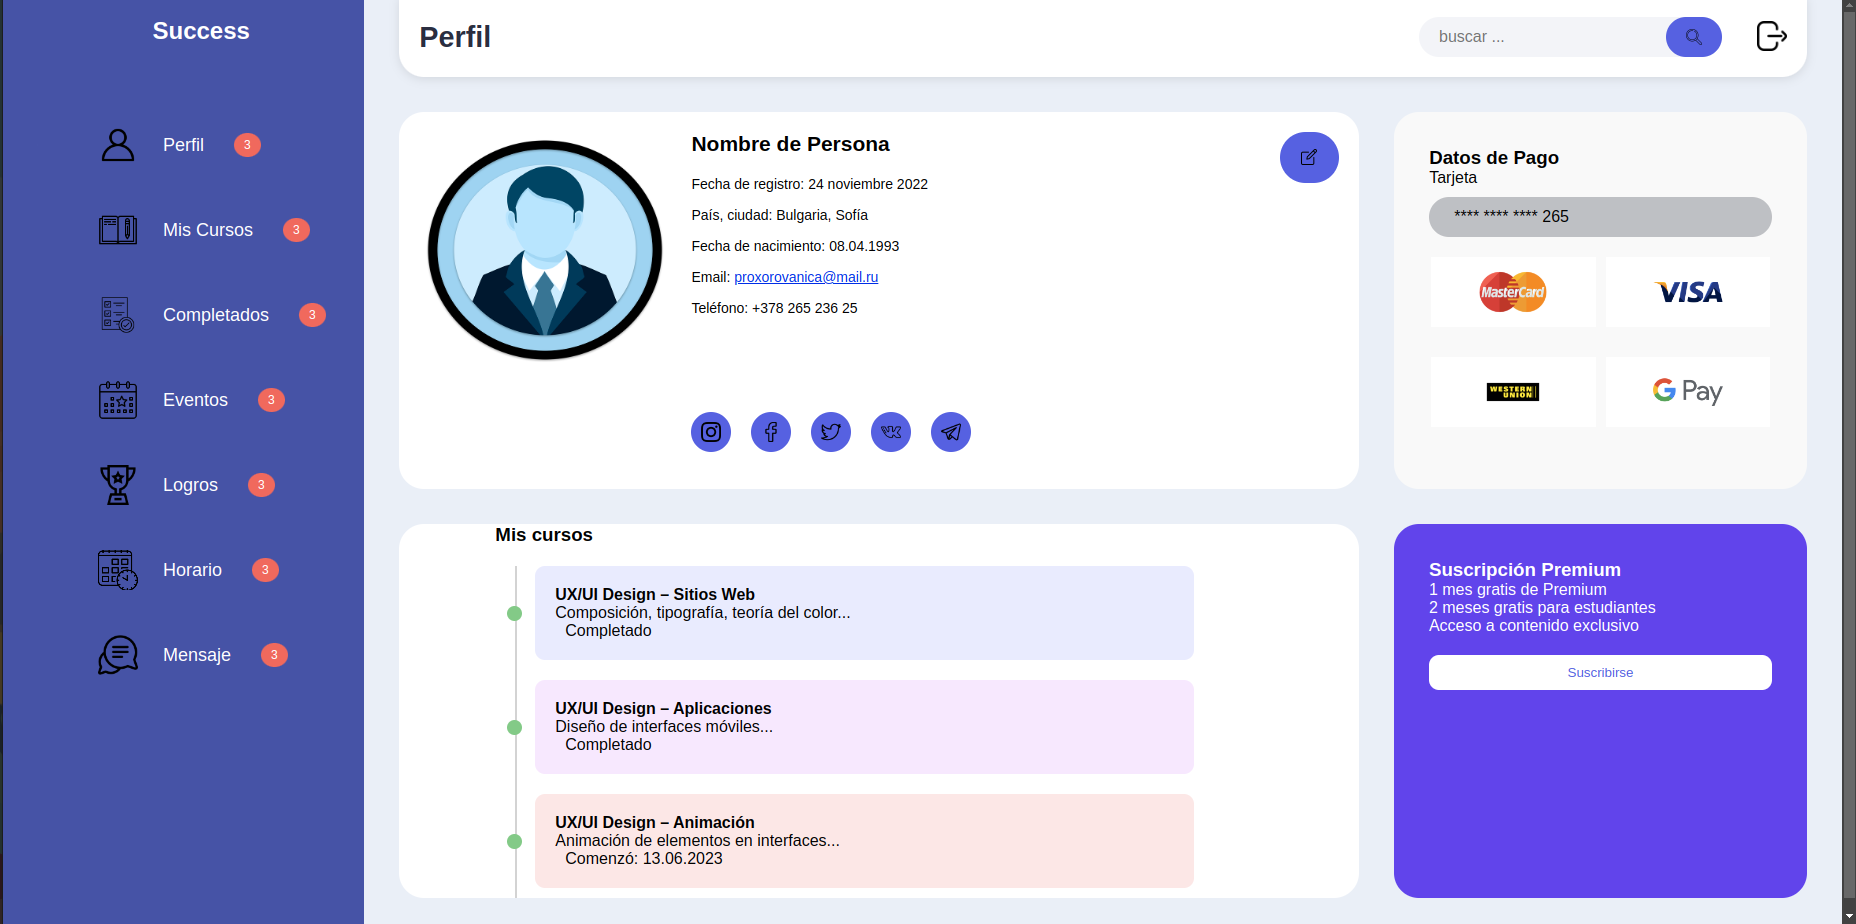 Success
Perfil 3
Mis Cursos 3
Completados 3
Eventos 3
Logros 3
Horario 3
Mensaje 3
Perfil
buscar ...
Nombre de Persona
Fecha de registro: 24 noviembre 2022
País, ciudad: Bulgaria, Sofía
Fecha de nacimiento: 08.04.1993
Email: proxorovanica@mail.ru
Teléfono: +378 265 236 25
Datos de Pago
Tarjeta
**** **** **** 265
MasterCard
VISA
WESTERN
UNION
G Pay
Mis cursos
UX/UI Design – Sitios Web
Composición, tipografía, teoría del color...
Completado
UX/UI Design – Aplicaciones
Diseño de interfaces móviles...
Completado
UX/UI Design – Animación
Animación de elementos en interfaces...
Comenzó: 13.06.2023
Suscripción Premium
1 mes gratis de Premium
2 meses gratis para estudiantes
Acceso a contenido exclusivo
Suscribirse